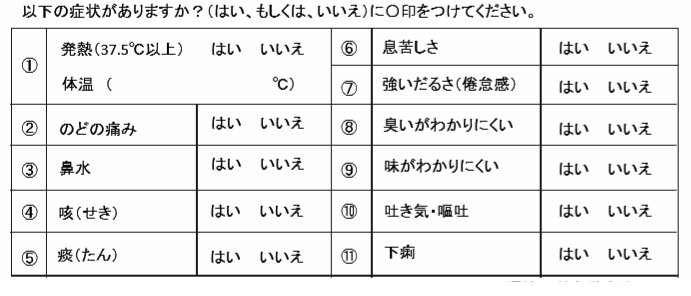 以下の症状がありますか？(はい、もしくは、いいえ)に〇印をつけてください。
① 発熱(37.5℃以上) はい いいえ
体温 ( ℃)
② のどの痛み はい いいえ
③ 鼻水 はい いいえ
④ 咳(せき) はい いいえ
⑤ 痰(たん) はい いいえ
⑥ 息苦しさ はい いいえ
⑦ 強いだるさ(倦怠感) はい いいえ
⑧ 臭いがわかりにくい はい いいえ
⑨ 味がわかりにくい はい いいえ
⑩ 吐き気・嘔吐 はい いいえ
⑪ 下痢 はい いいえ